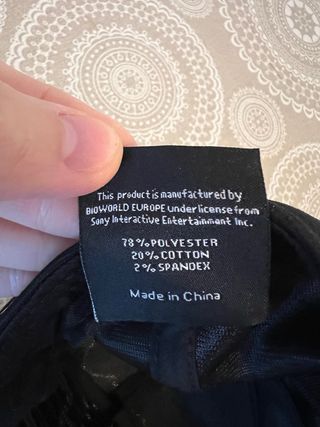 This product is manufactured by
BIOWORLD EUROPE under license from
Sony Interactive Entertainment Inc.
78%POLYESTER
20%COTTON
2%SPANDEX
Made in China